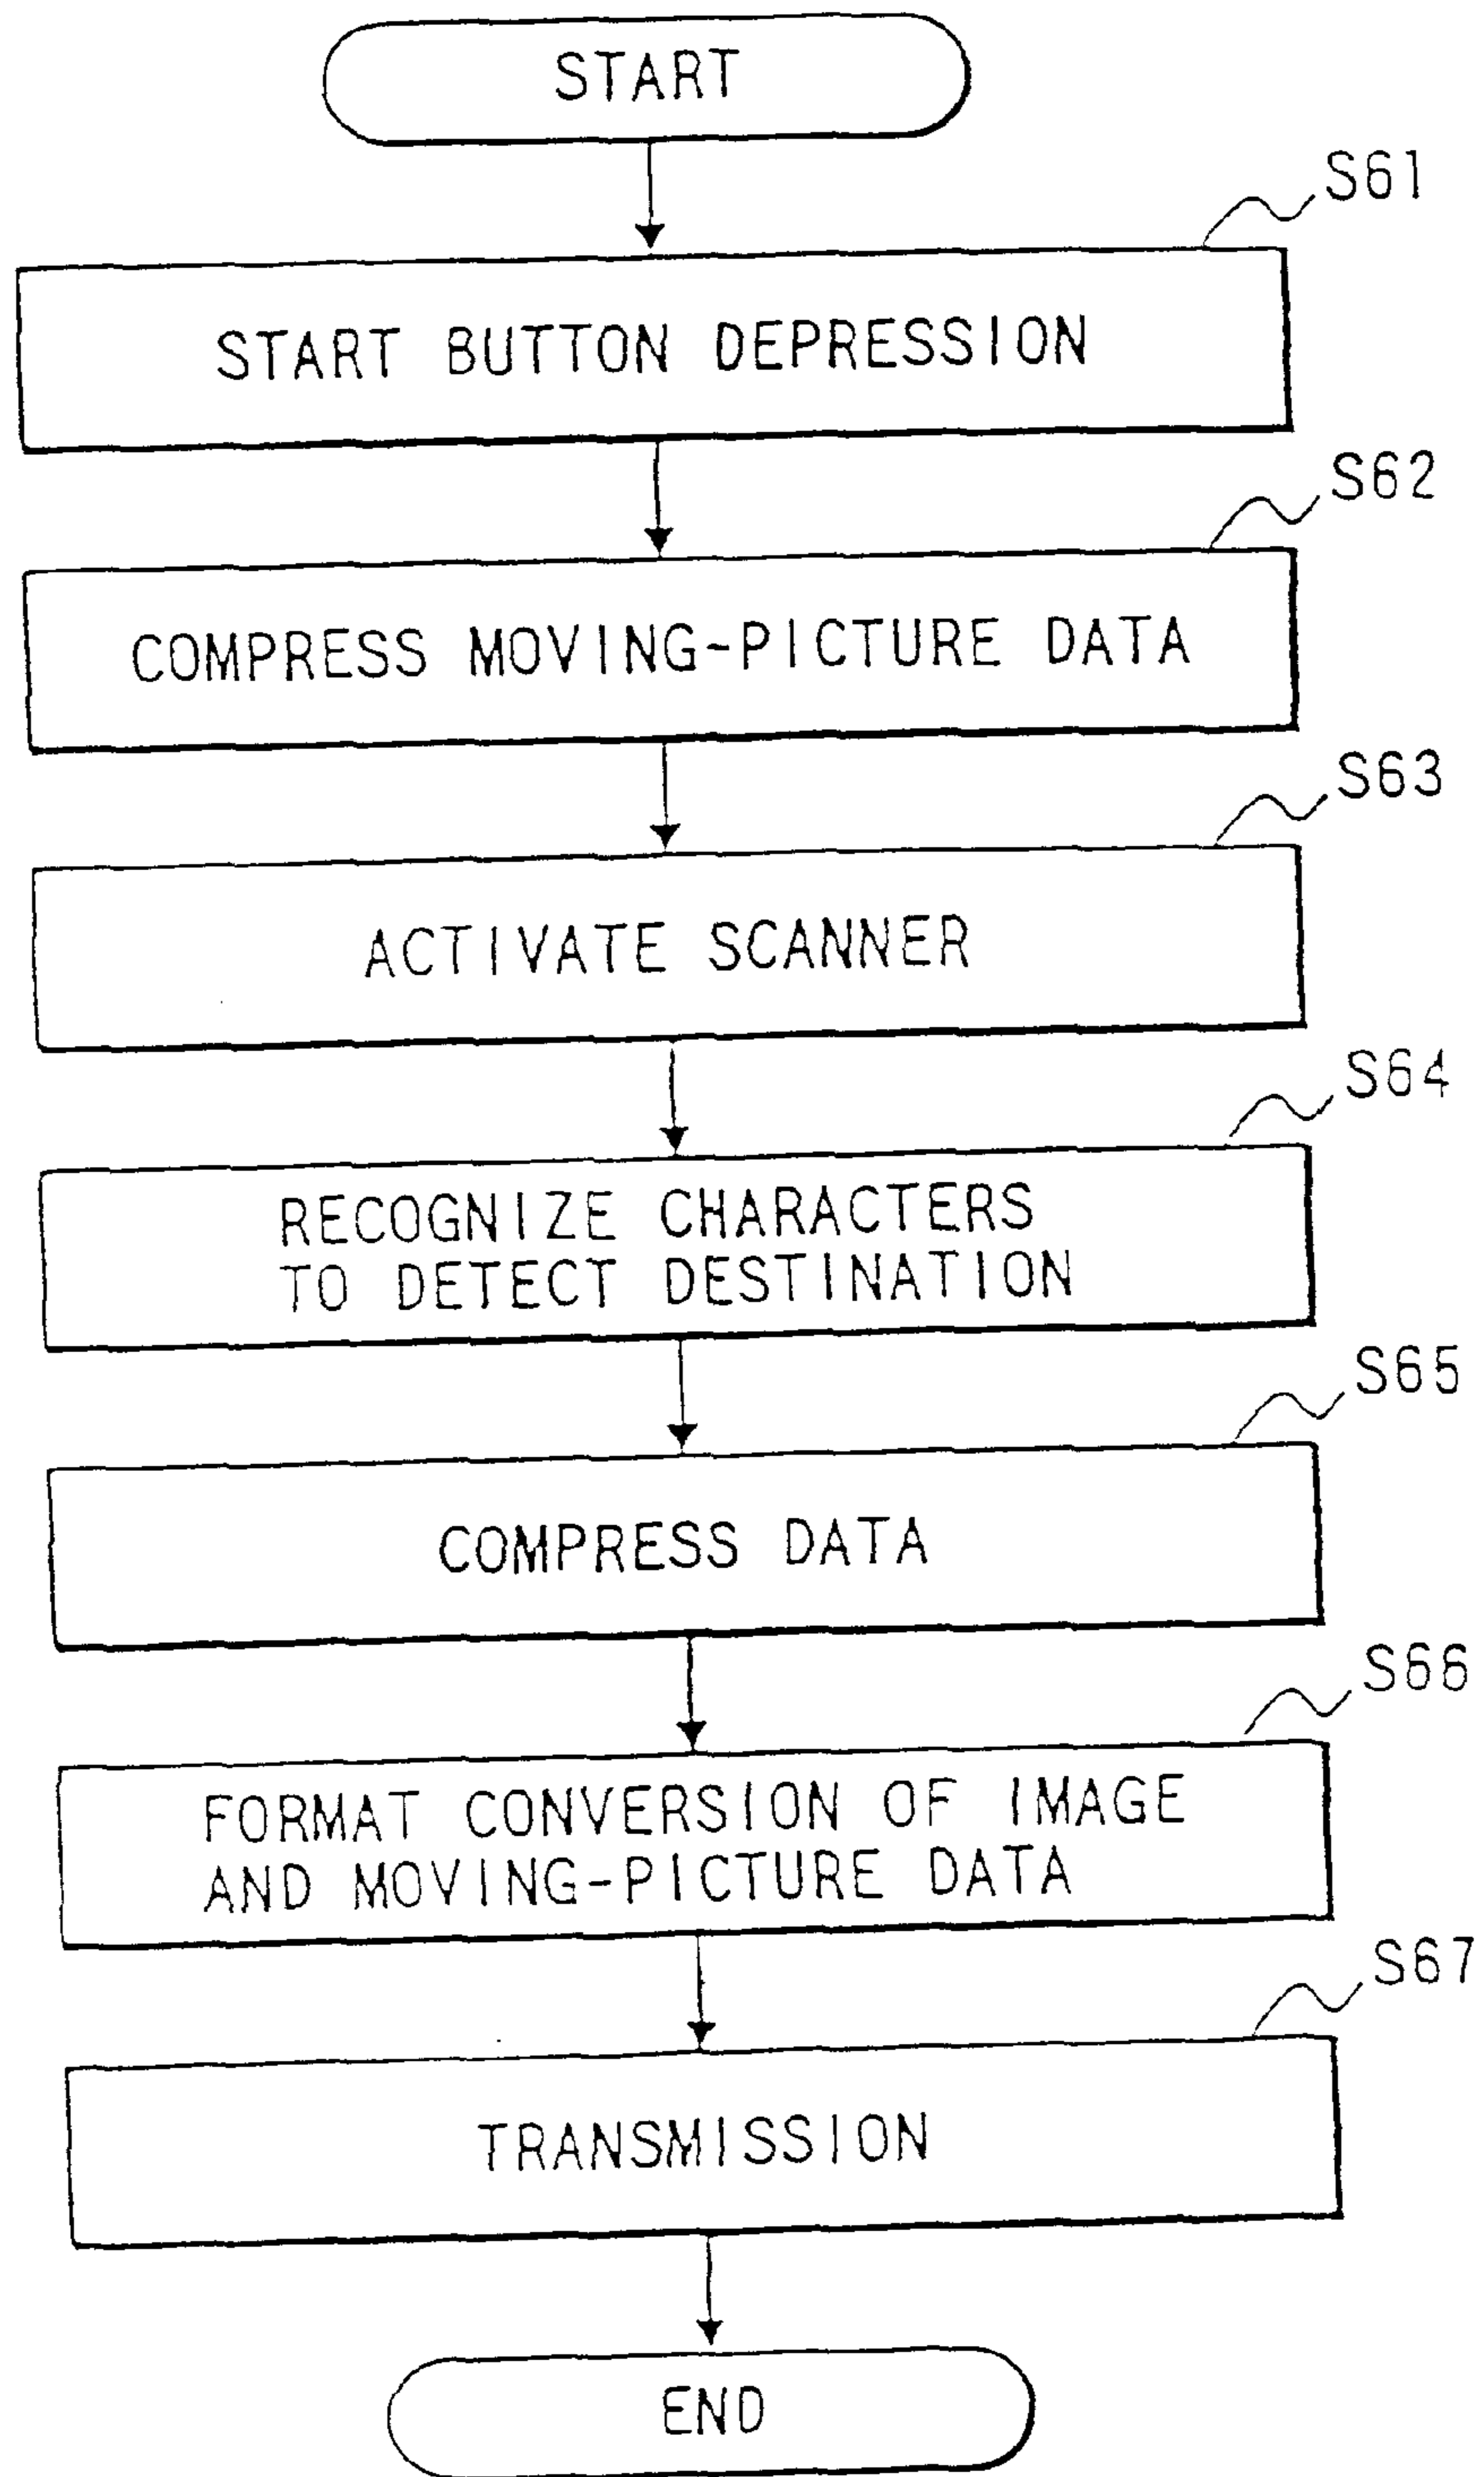 START
S61
START BUTTON DEPRESSION
S62
COMPRESS MOVING-PICTURE DATA
S63
ACTIVATE SCANNER
S64
RECOGNIZE CHARACTERS
TO DETECT DESTINATION
S65
COMPRESS DATA
S66
FORMAT CONVERSION OF IMAGE
AND MOVING-PICTURE DATA
S67
TRANSMISSION
END